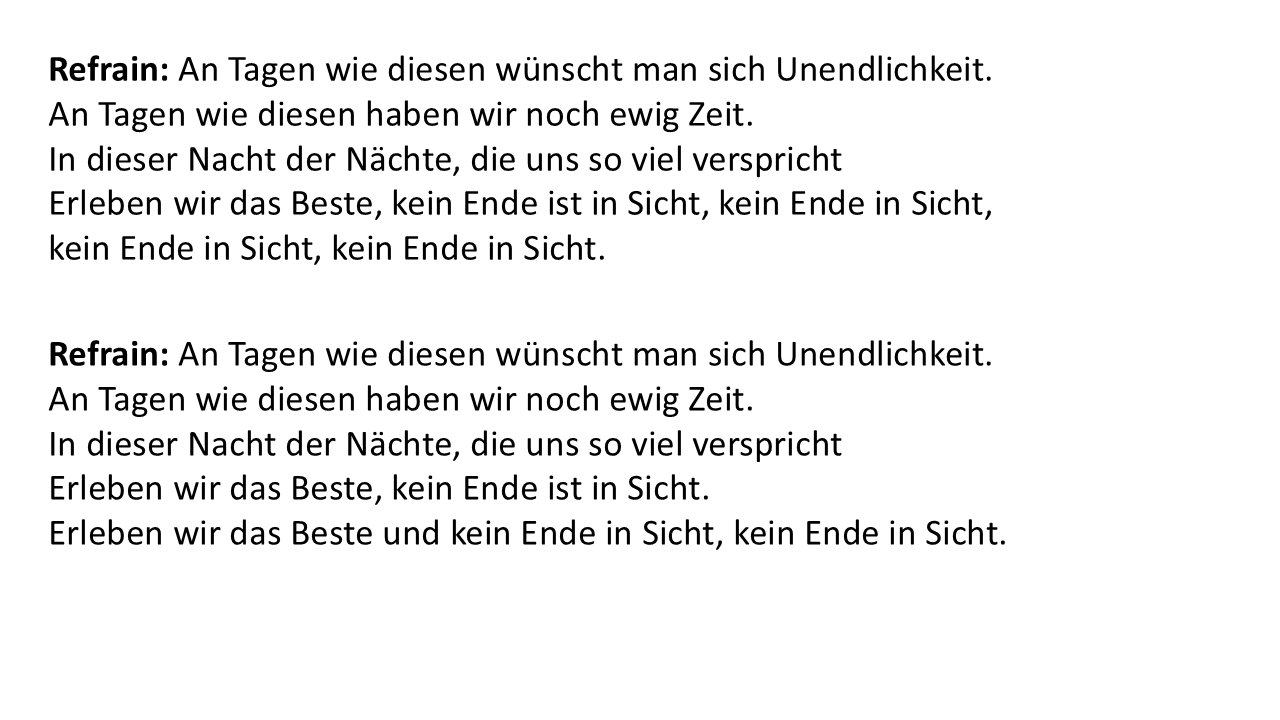 Refrain: An Tagen wie diesen wünscht man sich Unendlichkeit.
An Tagen wie diesen haben wir noch ewig Zeit.
In dieser Nacht der Nächte, die uns so viel verspricht
Erleben wir das Beste, kein Ende ist in Sicht, kein Ende in Sicht,
kein Ende in Sicht, kein Ende in Sicht.
Refrain: An Tagen wie diesen wünscht man sich Unendlichkeit.
An Tagen wie diesen haben wir noch ewig Zeit.
In dieser Nacht der Nächte, die uns so viel verspricht
Erleben wir das Beste, kein Ende ist in Sicht.
Erleben wir das Beste und kein Ende in Sicht, kein Ende in Sicht.